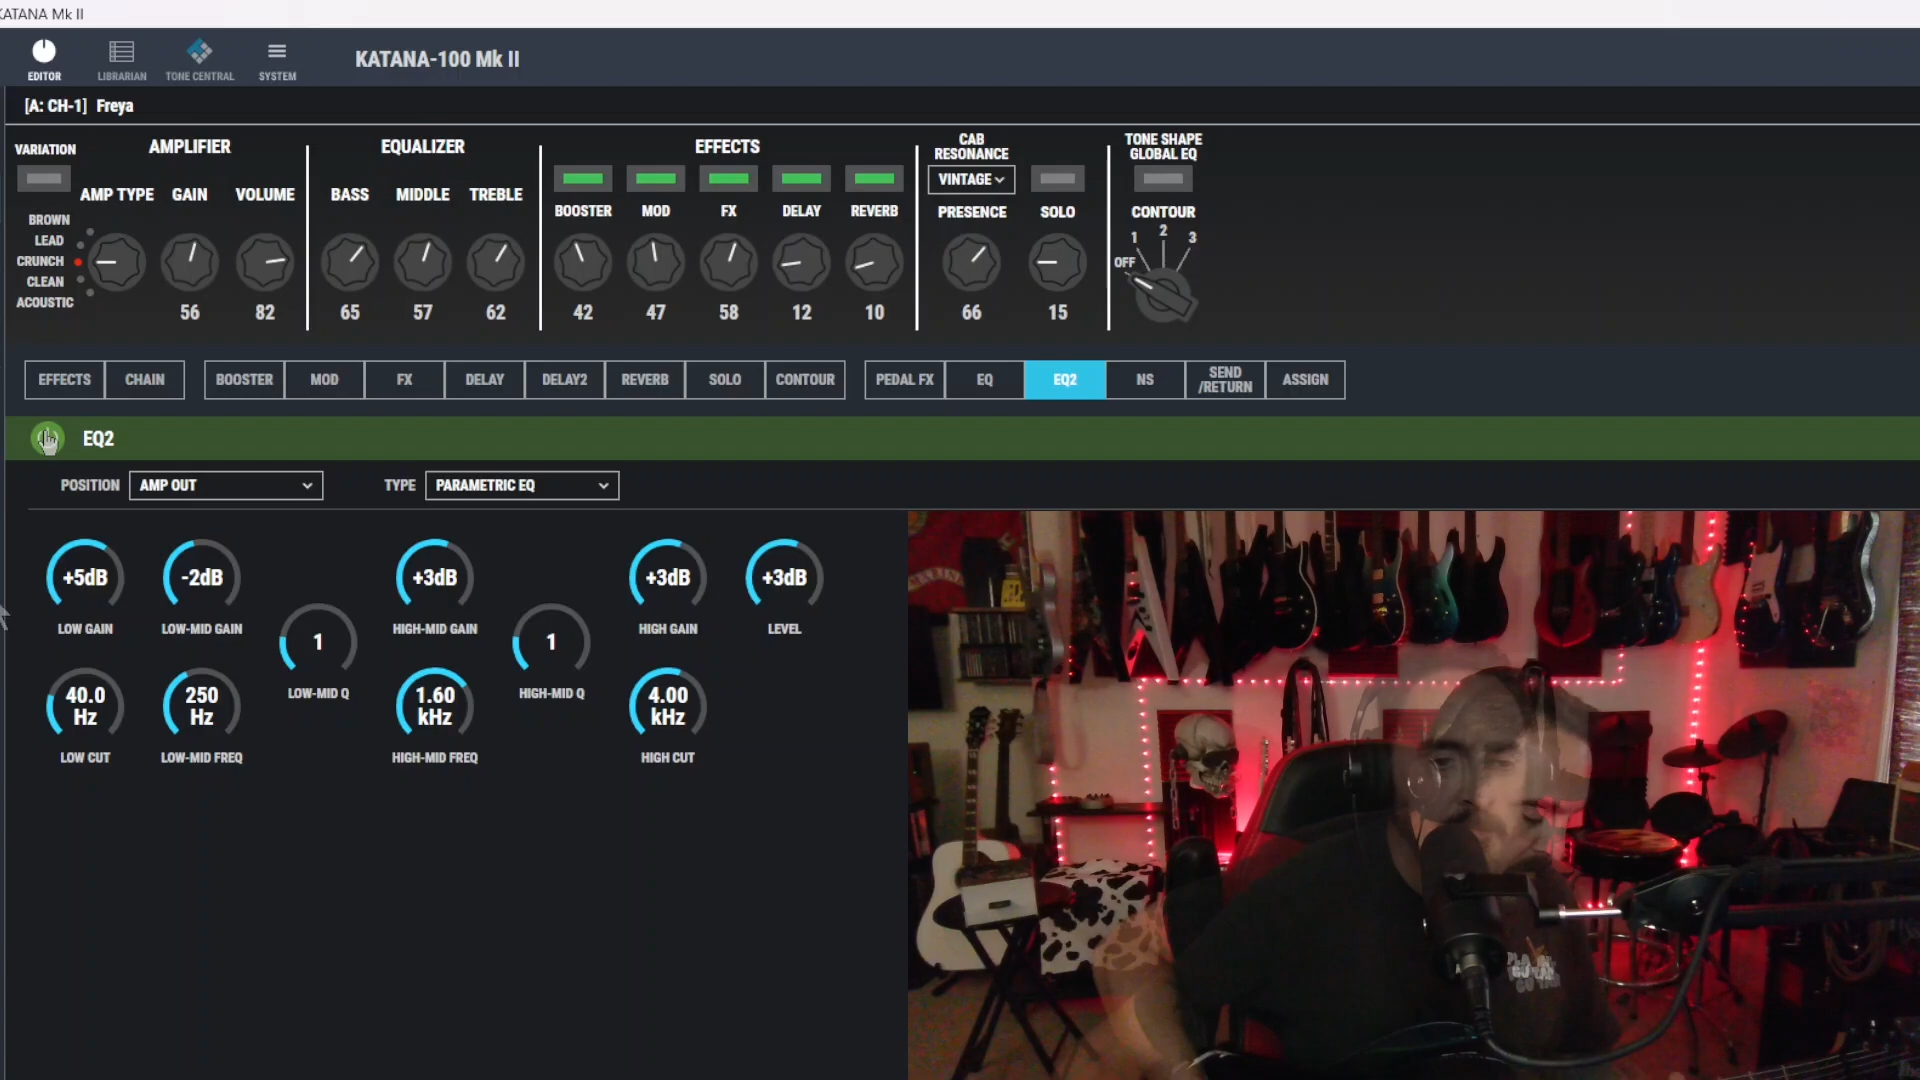 KATANA Mk II
EDITOR
LIBRARIAN
TONE CENTRAL
SYSTEM
KATANA-100 Mk II
[A: CH-1] Freya
VARIATION
AMPLIFIER
AMP TYPE
GAIN
VOLUME
BROWN
LEAD
CRUNCH
CLEAN
ACOUSTIC
56
82
EQUALIZER
BASS
MIDDLE
TREBLE
65
57
62
EFFECTS
BOOSTER
MOD
FX
DELAY
REVERB
42
47
58
12
10
CAB
RESONANCE
VINTAGE
PRESENCE
SOLO
66
15
TONE SHAPE
GLOBAL EQ
CONTOUR
1
2
3
OFF
EFFECTS
CHAIN
BOOSTER
MOD
FX
DELAY
DELAY2
REVERB
SOLO
CONTOUR
PEDAL FX
EQ
EQ2
NS
SEND
/RETURN
ASSIGN
EQ2
POSITION
AMP OUT
TYPE
PARAMETRIC EQ
+5dB
LOW GAIN
-2dB
LOW-MID GAIN
1
LOW-MID Q
+3dB
HIGH-MID GAIN
1
HIGH-MID Q
+3dB
HIGH GAIN
+3dB
LEVEL
40.0
Hz
LOW CUT
250
Hz
LOW-MID FREQ
1.60
kHz
HIGH-MID FREQ
4.00
kHz
HIGH CUT